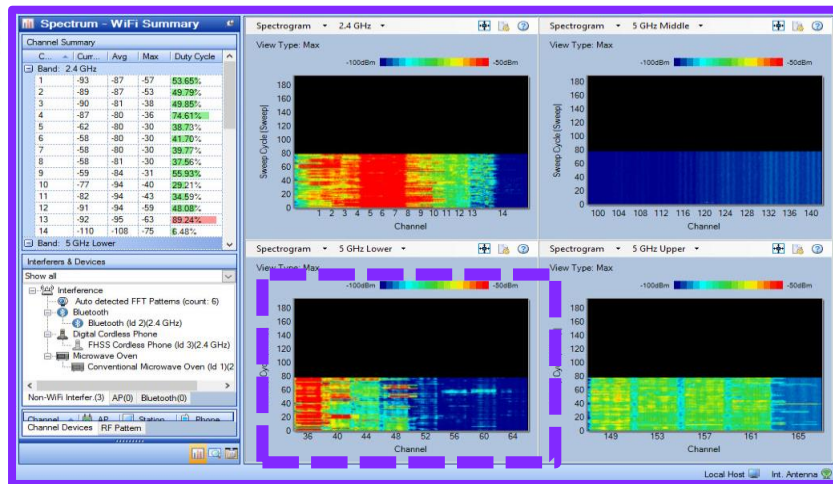 Spectrum - WiFi Summary
Channel Summary
C... Curr... Avg Max Duty Cycle
Band: 2.4 GHz
1 -93 -87 -57 53.65%
2 -89 -87 -53 49.79%
3 -90 -81 -38 49.85%
4 -87 -80 -36 74.61%
5 -62 -80 -30 38.73%
6 -58 -80 -30 41.70%
7 -58 -80 -30 39.77%
8 -58 -81 -30 37.56%
9 -59 -84 -31 55.93%
10 -77 -94 -40 29.21%
11 -82 -94 -43 34.59%
12 -91 -94 -59 48.08%
13 -92 -95 -63 89.24%
14 -110 -108 -75 6.48%
Band: 5 GHz Lower
Interferers & Devices
Show all
Interference
Auto detected FFT Patterns (count: 6)
Bluetooth
Bluetooth (Id 2)(2.4 GHz)
Digital Cordless Phone
FHSS Cordless Phone (Id 3)(2.4 GHz)
Microwave Oven
Conventional Microwave Oven (Id 1)(2
Non-WiFi Interfer.(3) AP(0) Bluetooth(0)
Channel AP Station Phone
Channel Devices RF Pattern
Spectrogram 2.4 GHz
View Type: Max
-100dBm -50dBm
180
160
140
120
100
80
60
40
20
0
Sweep Cycle [Sweep]
1 2 3 4 5 6 7 8 9 10 11 12 13 14
Channel
Spectrogram 5 GHz Middle
View Type: Max
-100dBm -50dBm
180
160
140
120
100
80
60
40
20
0
Sweep Cycle [Sweep]
100 104 108 112 116 120 124 128 132 136 140
Channel
Spectrogram 5 GHz Lower
View Type: Max
-100dBm -50dBm
180
160
140
120
100
80
60
40
20
0
36 40 44 48 52 56 60 64
Channel
Spectrogram 5 GHz Upper
View Type: Max
-100dBm -50dBm
180
160
140
120
100
80
60
40
20
0
149 153 157 161 165
Channel
Local Host Int. Antenna